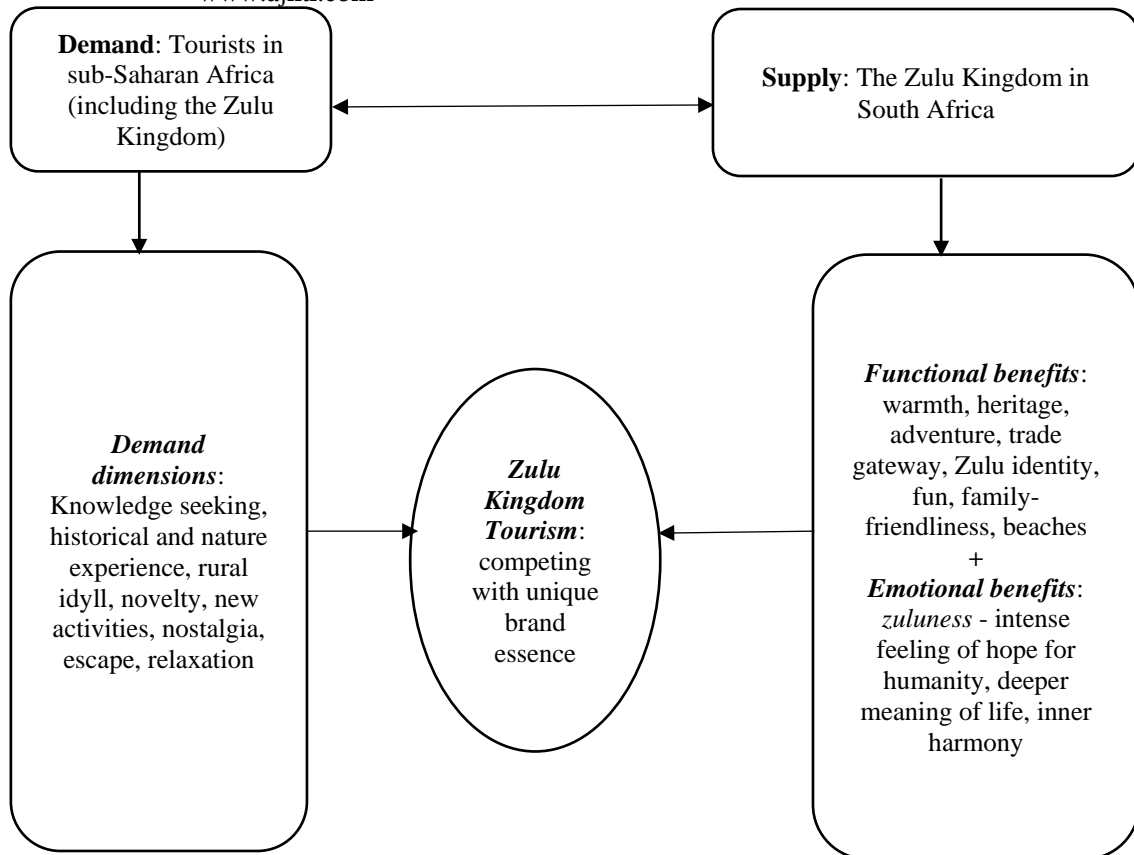 Demand: Tourists in
sub-Saharan Africa
(including the Zulu
Kingdom)
Supply: The Zulu Kingdom in
South Africa
Demand
dimensions:
Knowledge seeking,
historical and nature
experience, rural
idyll, novelty, new
activities, nostalgia,
escape, relaxation
Zulu
Kingdom
Tourism:
competing
with unique
brand
essence
Functional benefits:
warmth, heritage,
adventure, trade
gateway, Zulu identity,
fun, family-
friendliness, beaches
+
Emotional benefits:
zuluness - intense
feeling of hope for
humanity, deeper
meaning of life, inner
harmony